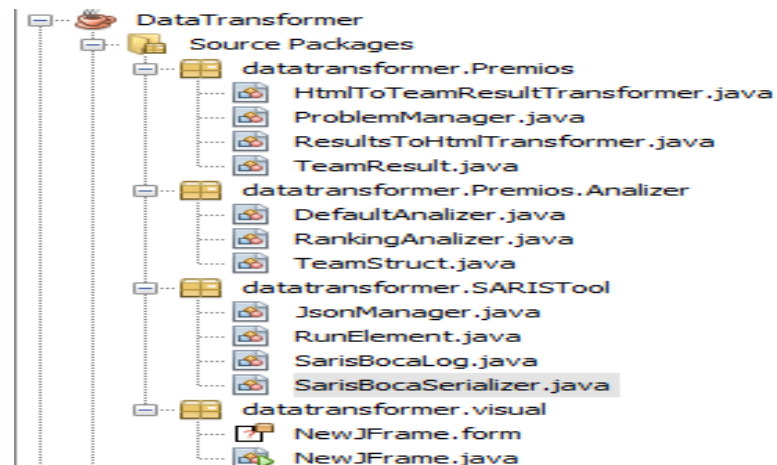 DataTransformer
Source Packages
datatransformer.Premios
HtmlToTeamResultTransformer.java
ProblemManager.java
ResultsToHtmlTransformer.java
TeamResult.java
datatransformer.Premios.Analizer
DefaultAnalizer.java
RankingAnalizer.java
TeamStruct.java
datatransformer.SARISTool
JsonManager.java
RunElement.java
SarisBocaLog.java
SarisBocaSerializer.java
datatransformer.visual
NewJFrame.form
NewJFrame.java